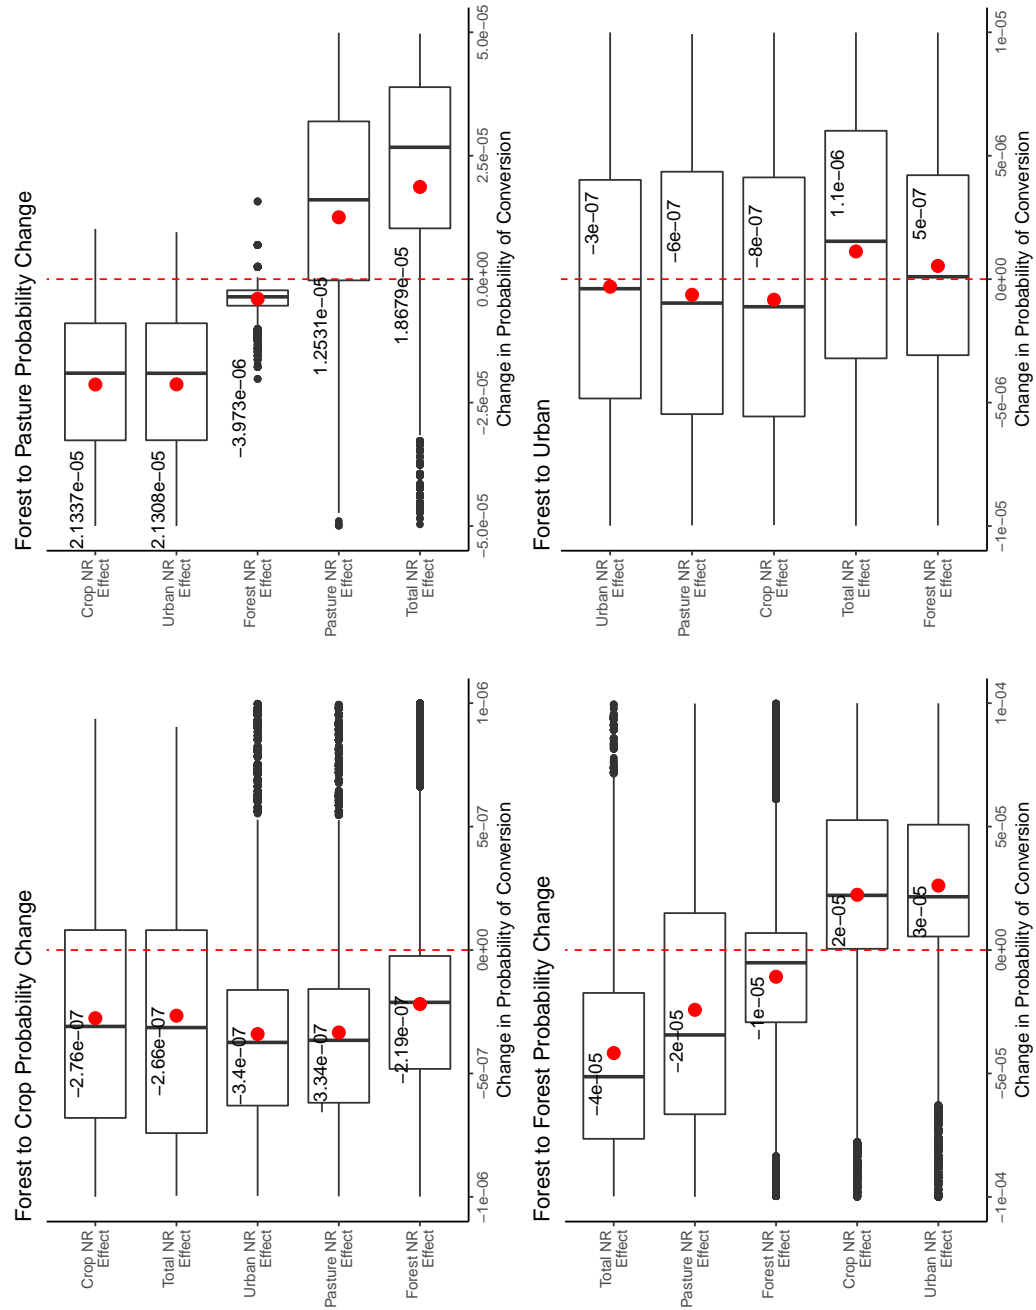 Forest to Crop Probability Change
Crop NR
Effect
Total NR
Effect
Urban NR
Effect
Pasture NR
Effect
Forest NR
Effect
−2.76e−07
−2.66e−07
−3.4e−07
−3.34e−07
−2.19e−07
−1e−06
−5e−07
0e+00
5e−07
1e−06
Change in Probability of Conversion
Forest to Pasture Probability Change
Crop NR
Effect
Urban NR
Effect
Forest NR
Effect
Pasture NR
Effect
Total NR
Effect
2.1337e−05
2.1308e−05
−3.973e−06
1.2531e−05
1.8679e−05
−5.0e−05
−2.5e−05
0.0e+00
2.5e−05
5.0e−05
Change in Probability of Conversion
Forest to Forest Probability Change
Total NR
Effect
Pasture NR
Effect
Forest NR
Effect
Crop NR
Effect
Urban NR
Effect
−4e−05
−2e−05
−1e−05
2e−05
3e−05
−1e−04
−5e−05
0e+00
5e−05
1e−04
Change in Probability of Conversion
Forest to Urban
Urban NR
Effect
Pasture NR
Effect
Crop NR
Effect
Total NR
Effect
Forest NR
Effect
−3e−07
−6e−07
−8e−07
1.1e−06
5e−07
−1e−05
−5e−06
0e+00
5e−06
1e−05
Change in Probability of Conversion